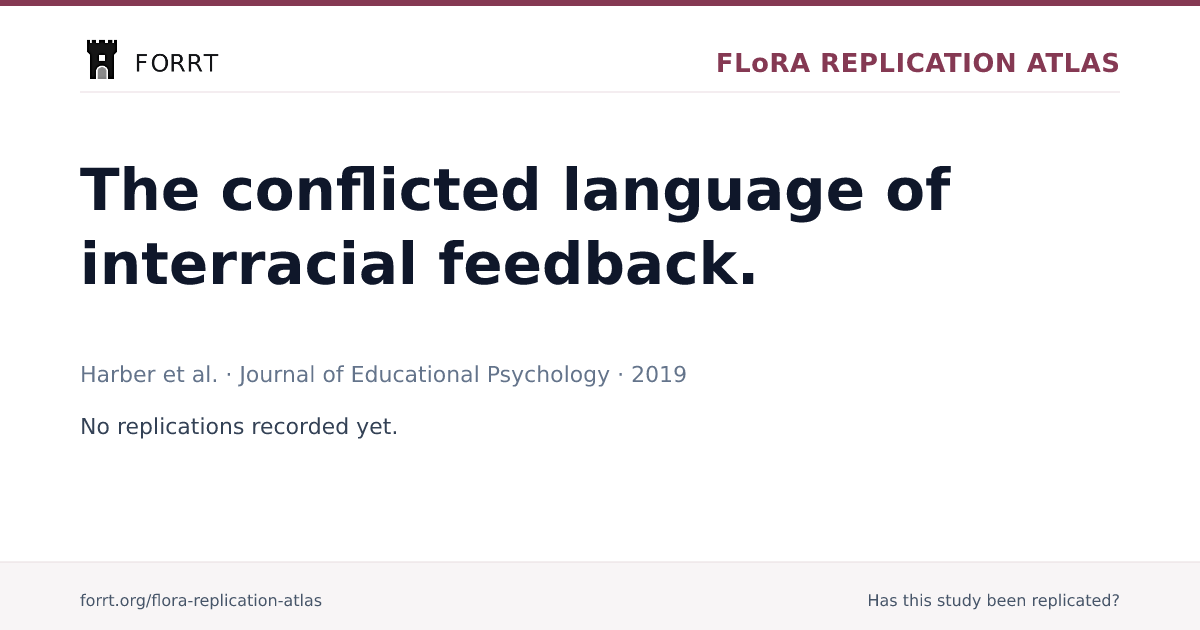 FORRT
FLoRA REPLICATION ATLAS
The conflicted language of
interracial feedback.
Harber et al. · Journal of Educational Psychology · 2019
No replications recorded yet.
forrt.org/flora-replication-atlas
Has this study been replicated?